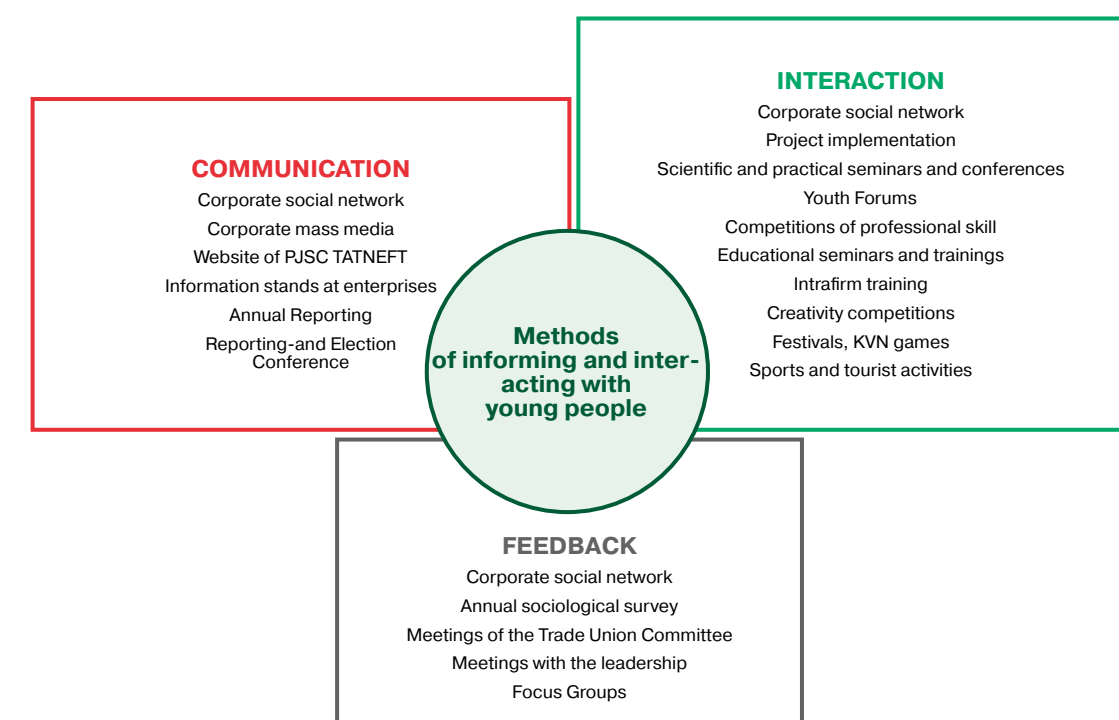 COMMUNICATION
Corporate social network
Corporate mass media
Website of PJSC TATNEFT
Information stands at enterprises
Annual Reporting
Reporting-and Election
Conference
INTERACTION
Corporate social network
Project implementation
Scientific and practical seminars and conferences
Youth Forums
Competitions of professional skill
Educational seminars and trainings
Intrafirm training
Creativity competitions
Festivals, KVN games
Sports and tourist activities
Methods
of informing and inter-
acting with
young people
FEEDBACK
Corporate social network
Annual sociological survey
Meetings of the Trade Union Committee
Meetings with the leadership
Focus Groups